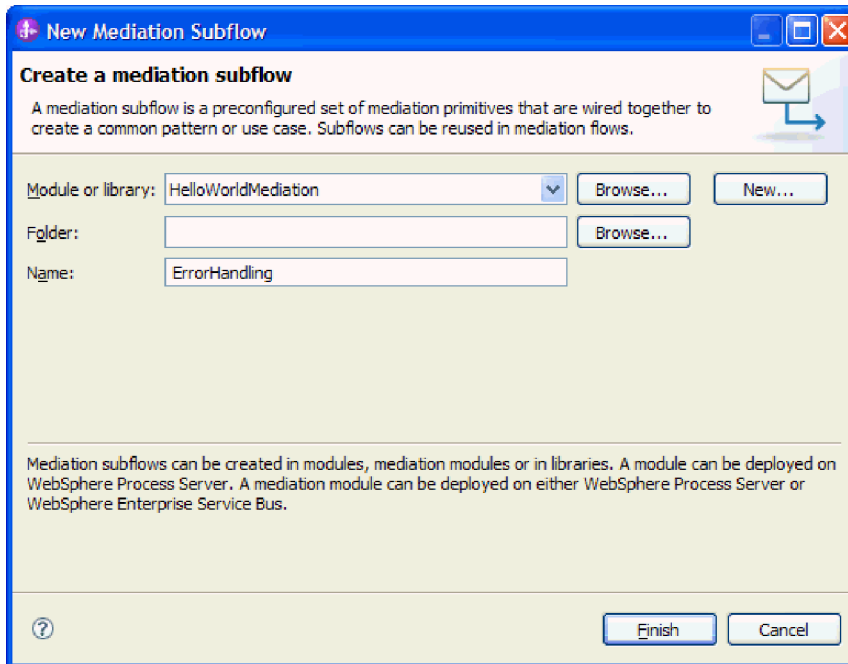 New Mediation Subflow
Create a mediation subflow
A mediation subflow is a preconfigured set of mediation primitives that are wired together to
create a common pattern or use case. Subflows can be reused in mediation flows.
Module or library: HelloWorldMediation Browse... New...
Folder: Browse...
Name: ErrorHandling
Mediation subflows can be created in modules, mediation modules or in libraries. A module can be deployed on
WebSphere Process Server. A mediation module can be deployed on either WebSphere Process Server or
WebSphere Enterprise Service Bus.
? Finish Cancel